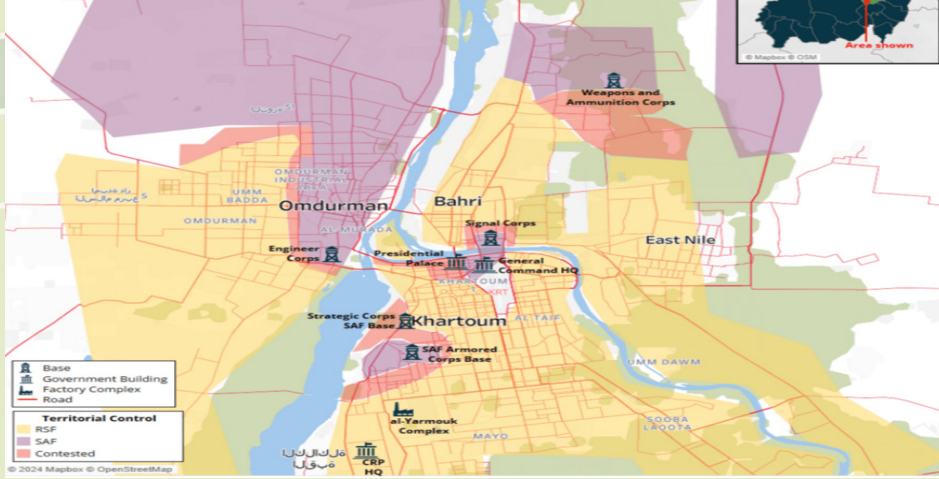 Area shown
© Mapbox © OSM
Weapons and
Ammunition Corps
OMDURMAN
INDUSTRIAL
AREA
UMM
BADDA
OMDURMAN
Omdurman
Bahri
AL-MURADA
Signal Corps
East Nile
Engineer
Corps
Presidential
Palace
General
Command HQ
KHARTOUM
KRT
Strategic Corps
SAF Base
Khartoum
AL TAIF
SAF Armored
Corps Base
UMM DAWM
al-Yarmouk
Complex
SOOBA
LAOOTA
MAYO
CRP
HQ
Base
Government Building
Factory Complex
Road
Territorial Control
RSF
SAF
Contested
© 2024 Mapbox © OpenStreetMap